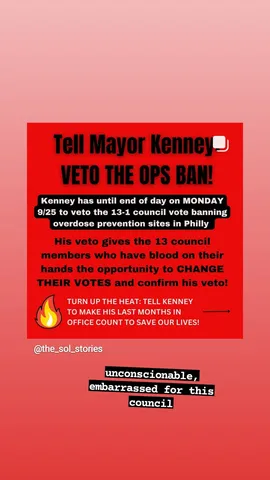 Tell Mayor Kenney
VETO THE OPS BAN!
Kenney has until end of day on MONDAY
9/25 to veto the 13-1 council vote banning
overdose prevention sites in Philly
His veto gives the 13 council
members who have blood on their
hands the opportunity to CHANGE
THEIR VOTES and confirm his veto!
TURN UP THE HEAT: TELL KENNEY
TO MAKE HIS LAST MONTHS IN
OFFICE COUNT TO SAVE OUR LIVES!
@the_sol_stories
unconscionable,
embarrassed for this
council